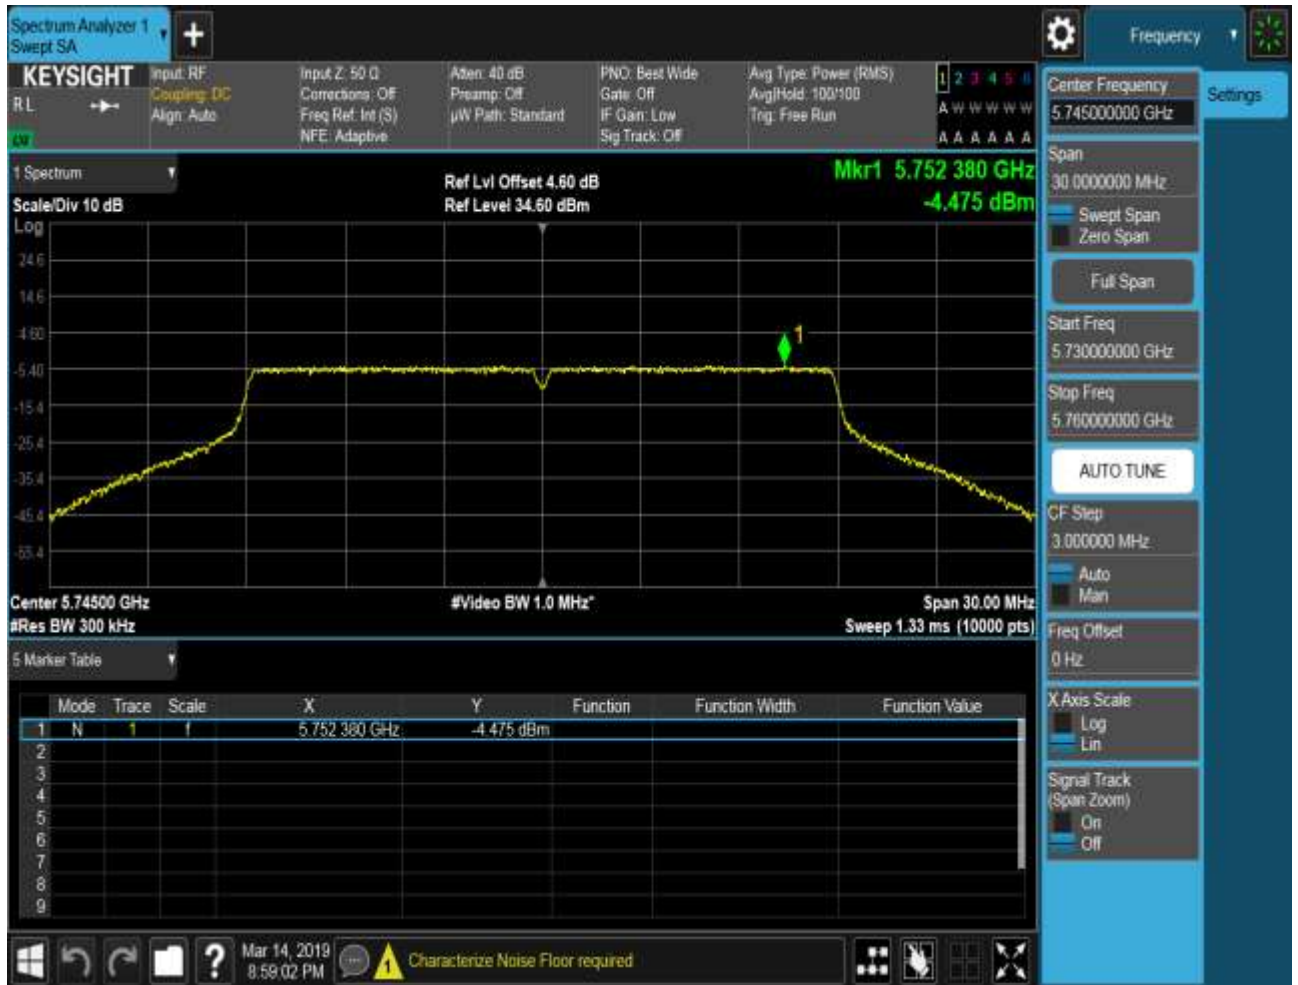 Spectrum Analyzer 1
Swept SA
Frequency
KEYSIGHT
R L
Input: RF
Coupling: DC
Align: Auto
Input Z: 50 Ω
Corrections: Off
Freq Ref: Int (S)
NFE: Adaptive
Atten: 40 dB
Preamp: Off
µW Path: Standard
PNO: Best Wide
Gate: Off
IF Gain: Low
Sig Track: Off
Avg Type: Power (RMS)
Avg|Hold: 100/100
Trig: Free Run
1 2 3 4 5 6
A W W W W W
A A A A A A
1 Spectrum
Scale/Div 10 dB
Ref Lvl Offset 4.60 dB
Ref Level 34.60 dBm
Mkr1 5.752 380 GHz
-4.475 dBm
Log
24.6
14.6
4.60
-5.40
-15.4
-25.4
-35.4
-45.4
-55.4
1
Center 5.74500 GHz
#Res BW 300 kHz
#Video BW 1.0 MHz*
Span 30.00 MHz
Sweep 1.33 ms (10000 pts)
5 Marker Table
Mode Trace Scale X Y Function Function Width Function Value
1 N 1 f 5.752 380 GHz -4.475 dBm
2
3
4
5
6
7
8
9
Mar 14, 2019
8:59:02 PM
?
1
Characterize Noise Floor required
Center Frequency
5.745000000 GHz
Settings
Span
30.0000000 MHz
Swept Span
Zero Span
Full Span
Start Freq
5.730000000 GHz
Stop Freq
5.760000000 GHz
AUTO TUNE
CF Step
3.000000 MHz
Auto
Man
Freq Offset
0 Hz
X Axis Scale
Log
Lin
Signal Track
(Span Zoom)
On
Off